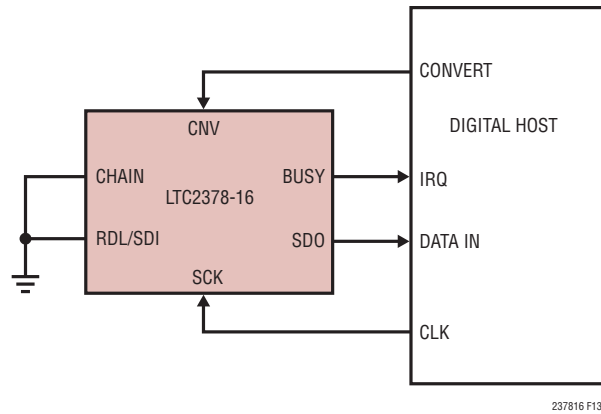 CONVERT
CNV
DIGITAL HOST
CHAIN
BUSY
IRQ
LTC2378-16
RDL/SDI
SDO
DATA IN
SCK
CLK
237816 F13